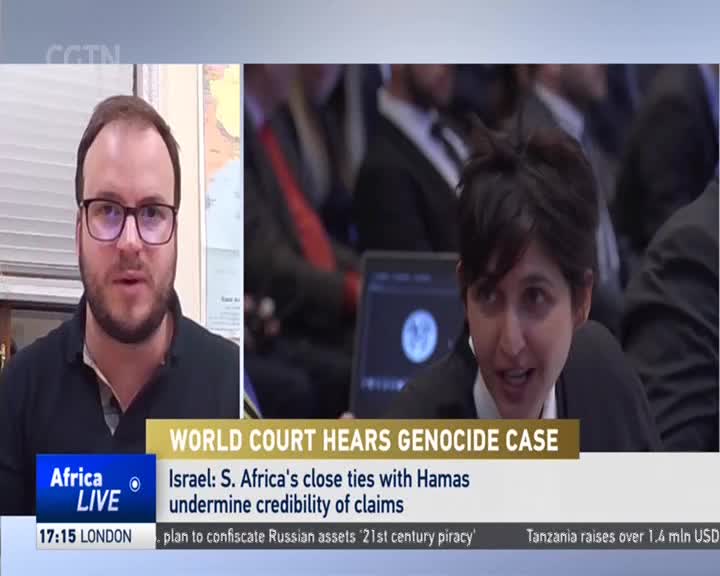 CGTN
WORLD COURT HEARS GENOCIDE CASE
Israel: S. Africa's close ties with Hamas
undermine credibility of claims
Africa
LIVE
17:15 LONDON
. plan to confiscate Russian assets '21st century piracy' Tanzania raises over 1.4 mln USD